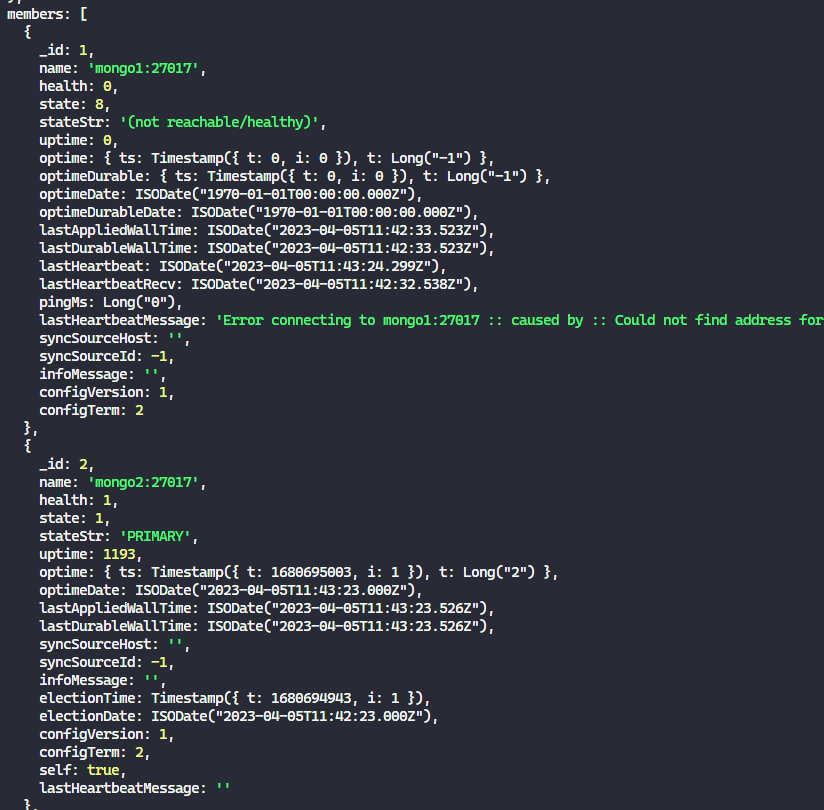 members: [
{
_id: 1,
name: 'mongo1:27017',
health: 0,
state: 8,
stateStr: '(not reachable/healthy)',
uptime: 0,
optime: { ts: Timestamp({ t: 0, i: 0 }), t: Long("-1") },
optimeDurable: { ts: Timestamp({ t: 0, i: 0 }), t: Long("-1") },
optimeDate: ISODate("1970-01-01T00:00:00.000Z"),
optimeDurableDate: ISODate("1970-01-01T00:00:00.000Z"),
lastAppliedWallTime: ISODate("2023-04-05T11:42:33.523Z"),
lastDurableWallTime: ISODate("2023-04-05T11:42:33.523Z"),
lastHeartbeat: ISODate("2023-04-05T11:43:24.299Z"),
lastHeartbeatRecv: ISODate("2023-04-05T11:42:32.538Z"),
pingMs: Long("0"),
lastHeartbeatMessage: 'Error connecting to mongo1:27017 :: caused by :: Could not find address for
syncSourceHost: '',
syncSourceId: -1,
infoMessage: '',
configVersion: 1,
configTerm: 2
},
{
_id: 2,
name: 'mongo2:27017',
health: 1,
state: 1,
stateStr: 'PRIMARY',
uptime: 1193,
optime: { ts: Timestamp({ t: 1680695003, i: 1 }), t: Long("2") },
optimeDate: ISODate("2023-04-05T11:43:23.000Z"),
lastAppliedWallTime: ISODate("2023-04-05T11:43:23.526Z"),
lastDurableWallTime: ISODate("2023-04-05T11:43:23.526Z"),
syncSourceHost: '',
syncSourceId: -1,
infoMessage: '',
electionTime: Timestamp({ t: 1680694943, i: 1 }),
electionDate: ISODate("2023-04-05T11:42:23.000Z"),
configVersion: 1,
configTerm: 2,
self: true,
lastHeartbeatMessage: ''
},